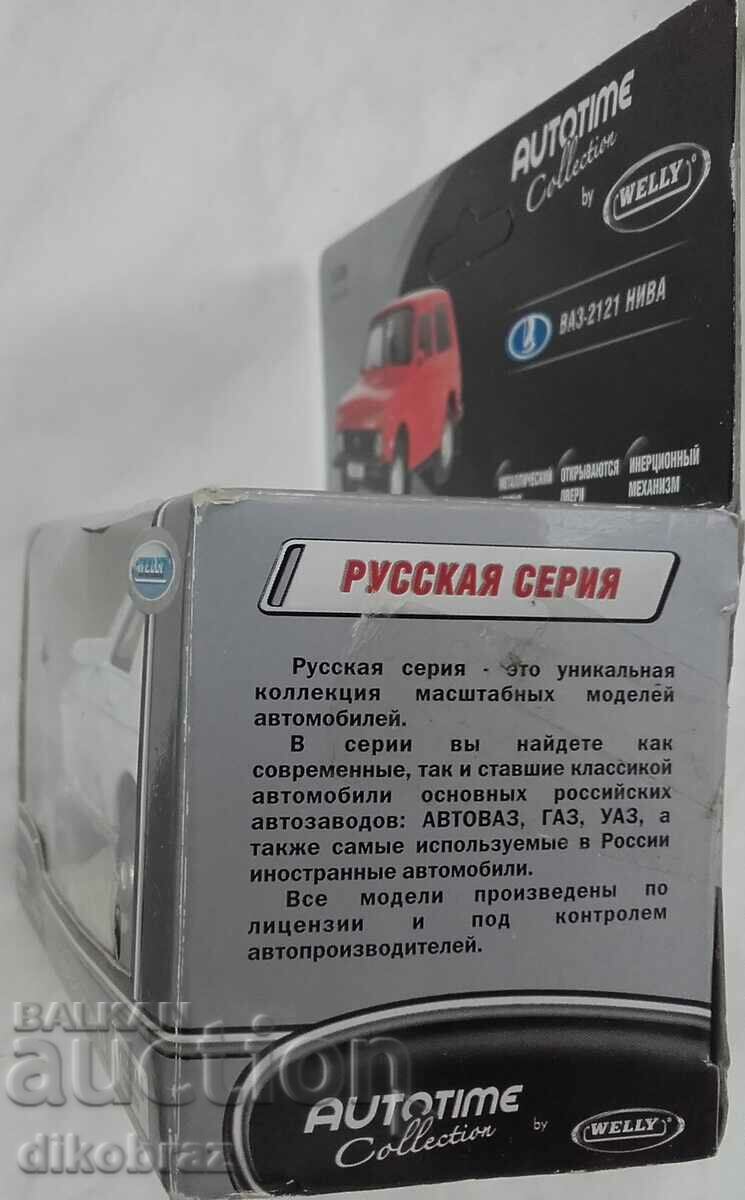 AUTOTIME
Collection
by
WELLY
ВАЗ-2121 НИВА
МЕТАЛЛИЧЕСКИЙ
ОТКРЫВАЮТСЯ
ДВЕРИ
ИНЕРЦИОННЫЙ
МЕХАНИЗМ
WELLY
РУССКАЯ СЕРИЯ
Русская серия - это уникальная
коллекция масштабных моделей
автомобилей.
В серии вы найдете как
современные, так и ставшие классикой
автомобили основных российских
автозаводов: АВТОВАЗ, ГАЗ, УАЗ, а
также самые используемые в России
иностранные автомобили.
Все модели произведены по
лицензии и под контролем
автопроизводителей.
AUTOTIME
Collection
by
WELLY
BALKAN
auction
dikobraz